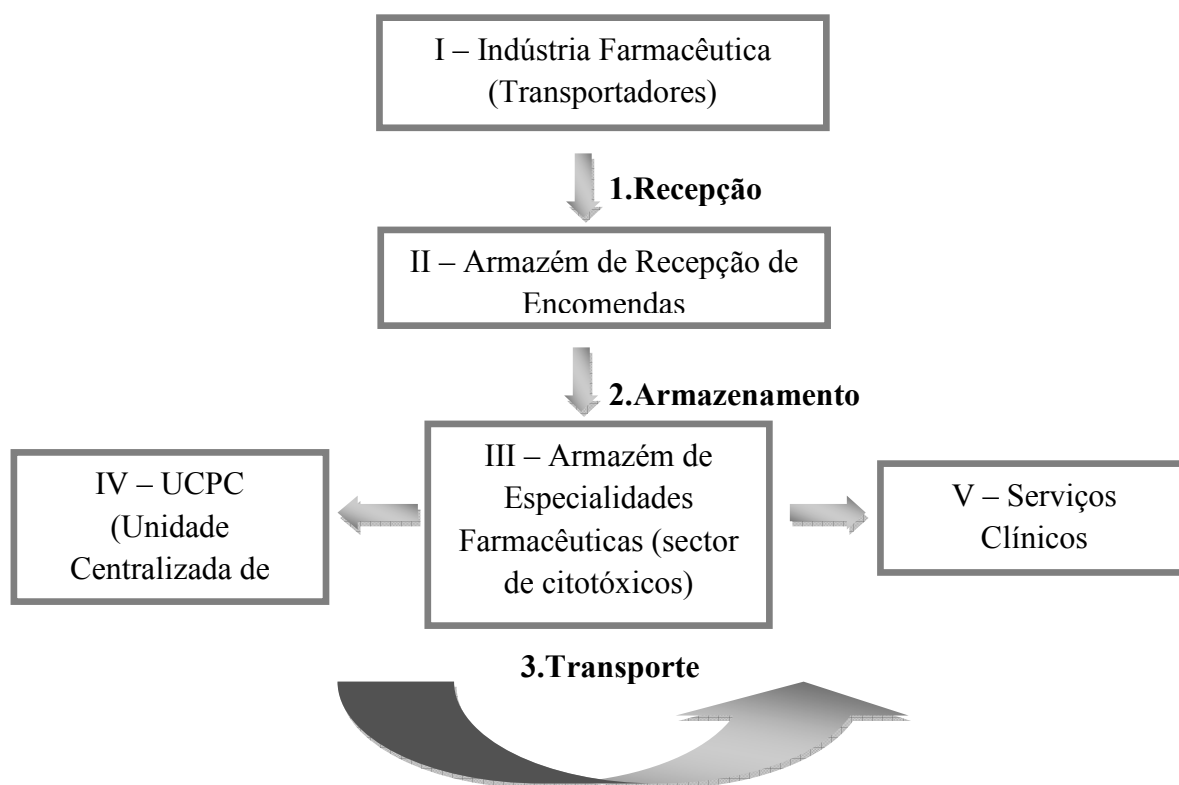 I – Indústria Farmacêutica
(Transportadores)
1.Recepção
II – Armazém de Recepção de
Encomendas
2.Armazenamento
IV – UCPC
(Unidade
Centralizada de
III – Armazém de
Especialidades
Farmacêuticas (sector
de citotóxicos)
V – Serviços
Clínicos
3.Transporte